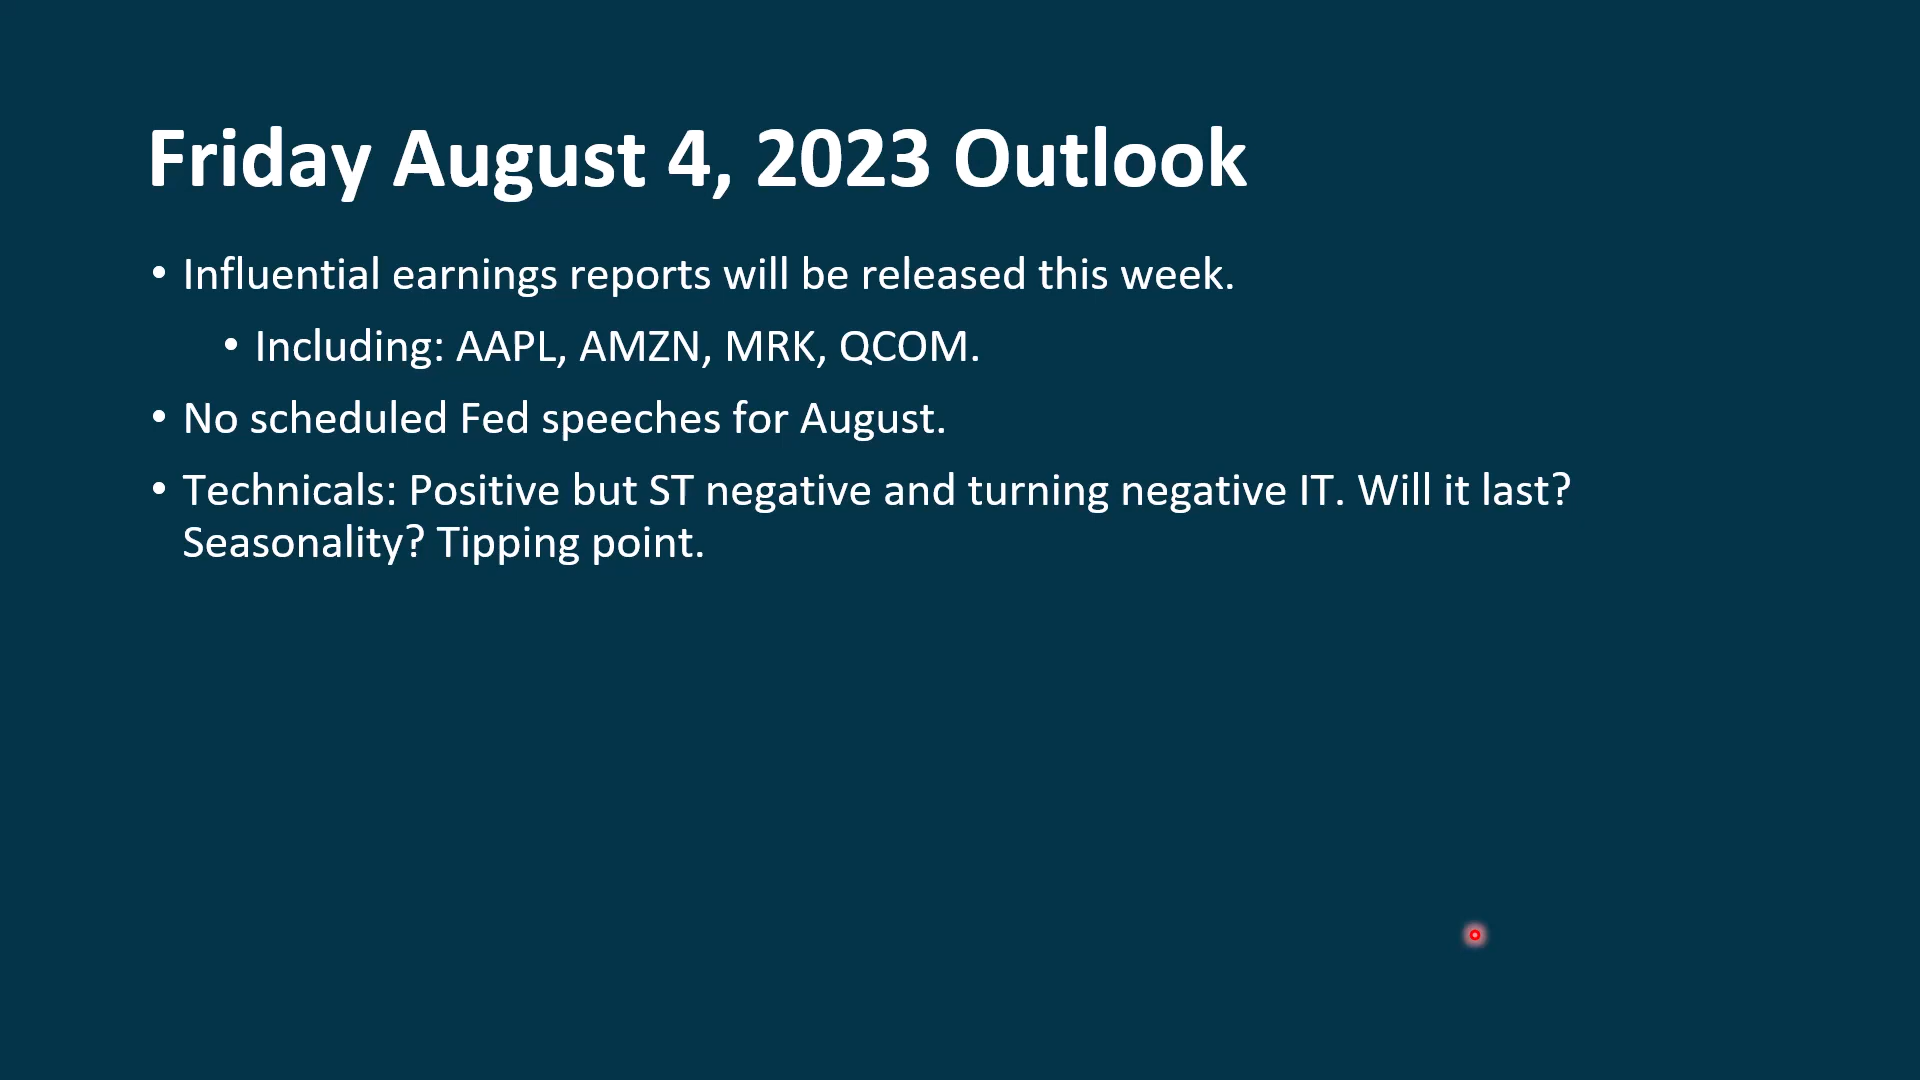 Friday August 4, 2023 Outlook
• Influential earnings reports will be released this week.
• Including: AAPL, AMZN, MRK, QCOM.
• No scheduled Fed speeches for August.
• Technicals: Positive but ST negative and turning negative IT. Will it last?
Seasonality? Tipping point.